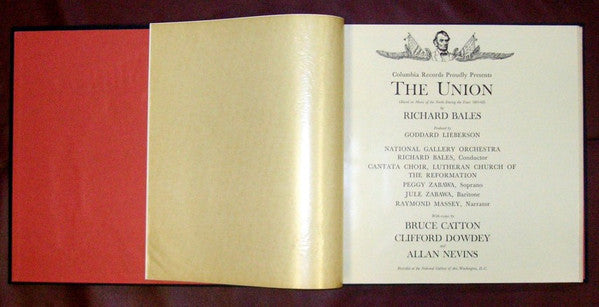 Columbia Records Proudly Presents
THE UNION
(Based on Music of the North During the Years 1861-65)
by
RICHARD BALES
Produced by
GODDARD LIEBERSON
NATIONAL GALLERY ORCHESTRA
RICHARD BALES, Conductor
CANTATA CHOIR, LUTHERAN CHURCH OF
THE REFORMATION
PEGGY ZABAWA, Soprano
JULE ZABAWA, Baritone
RAYMOND MASSEY, Narrator
With essays by
BRUCE CATTON
CLIFFORD DOWDEY
and
ALLAN NEVINS
Recorded at the National Gallery of Art, Washington, D.C.